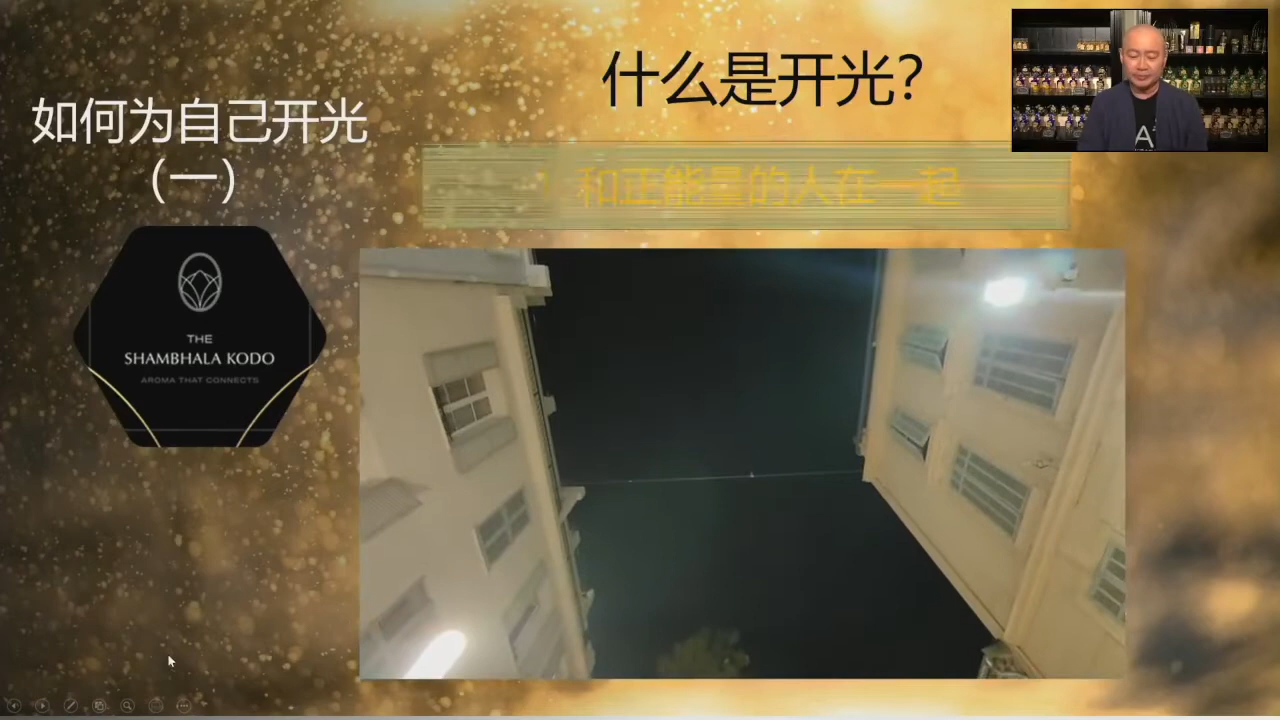 如何为自己开光
（一）
什么是开光？
和正能量的人在一起
THE
SHAMBHALA KODO
AROMA THAT CONNECTS
A